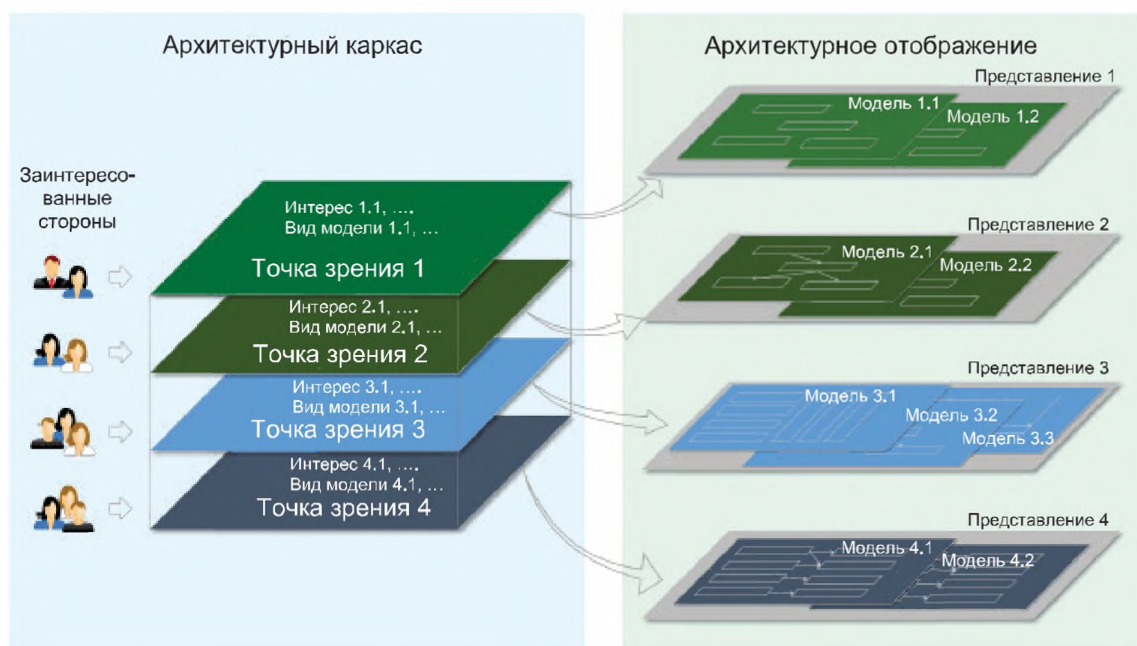 Архитектурный каркас
Заинтересо-
ванные
стороны
Интерес 1.1, ....
Вид модели 1.1, ...
Точка зрения 1
Интерес 2.1, ....
Вид модели 2.1, ...
Точка зрения 2
Интерес 3.1, ....
Вид модели 3.1, ...
Точка зрения 3
Интерес 4.1, ....
Вид модели 4.1, ...
Точка зрения 4
Архитектурное отображение
Представление 1
Модель 1.1
Модель 1.2
Представление 2
Модель 2.1
Модель 2.2
Представление 3
Модель 3.1
Модель 3.2
Модель 3.3
Представление 4
Модель 4.1
Модель 4.2